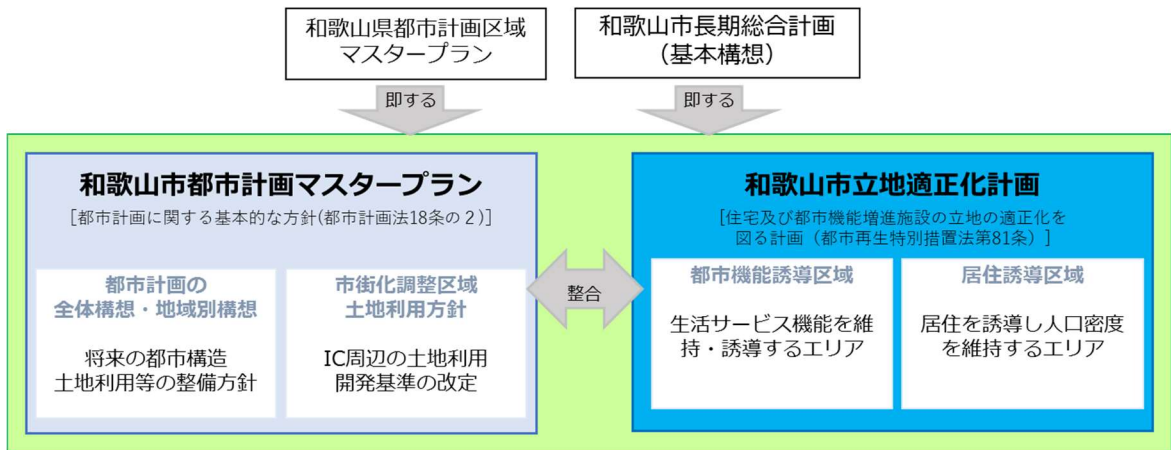 和歌山県都市計画区域
マスタープラン
和歌山市長期総合計画
（基本構想）
即する
即する
和歌山市都市計画マスタープラン
［都市計画に関する基本的な方針(都市計画法18条の２)］
都市計画の
全体構想・地域別構想
将来の都市構造
土地利用等の整備方針
市街化調整区域
土地利用方針
IC周辺の土地利用
開発基準の改定
整合
和歌山市立地適正化計画
［住宅及び都市機能増進施設の立地の適正化を
図る計画（都市再生特別措置法第81条）］
都市機能誘導区域
生活サービス機能を維
持・誘導するエリア
居住誘導区域
居住を誘導し人口密度
を維持するエリア